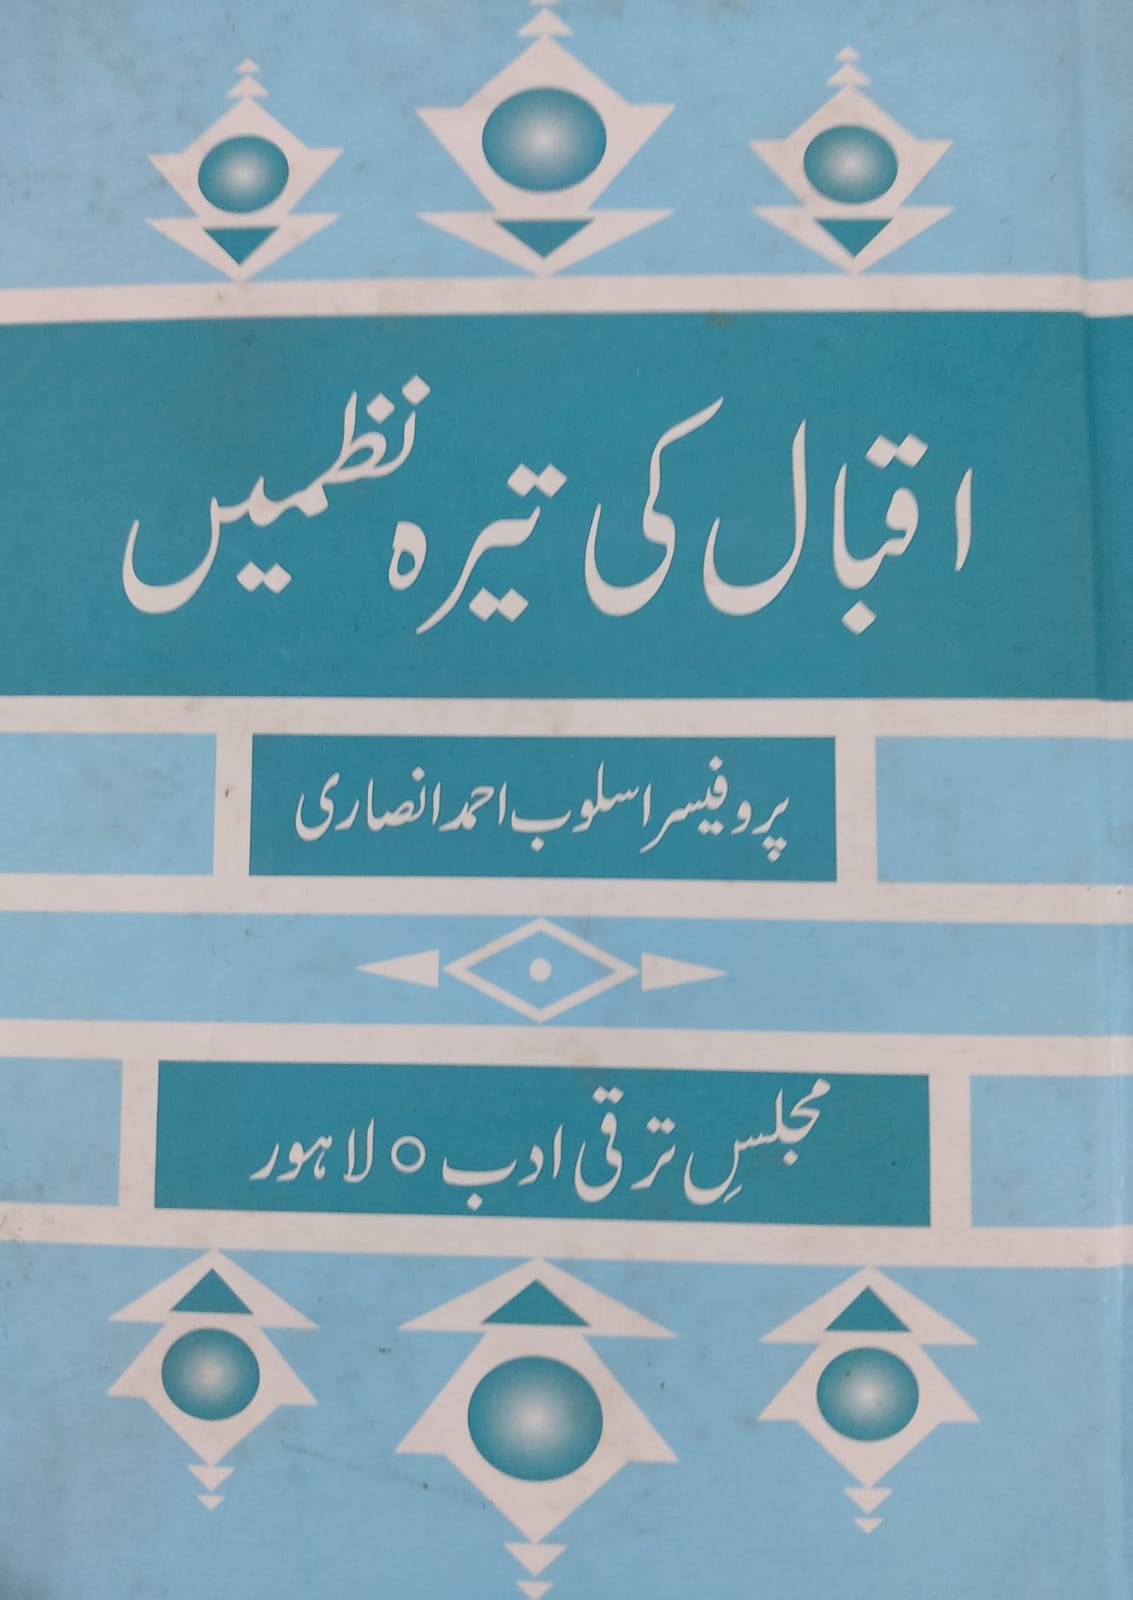 اقبال کی تیرہ نظمیں
پروفیسر اسلوب احمد انصاری
مجلسِ ترقی ادب ○ لاہور